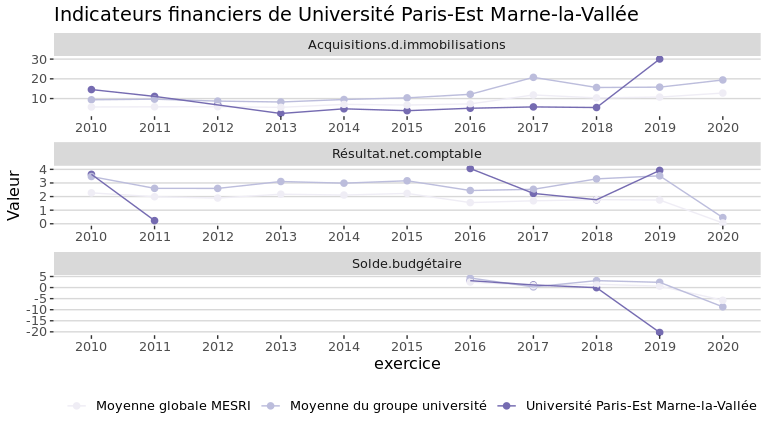 Indicateurs financiers de Université Paris-Est Marne-la-Vallée
Acquisitions.d.immobilisations
30
20
10
2010 2011 2012 2013 2014 2015 2016 2017 2018 2019 2020
Résultat.net.comptable
4
3
2
1
0
2010 2011 2012 2013 2014 2015 2016 2017 2018 2019 2020
Valeur
Solde.budgétaire
5
0
-5
-10
-15
-20
2010 2011 2012 2013 2014 2015 2016 2017 2018 2019 2020
exercice
Moyenne globale MESRI Moyenne du groupe université Université Paris-Est Marne-la-Vallée